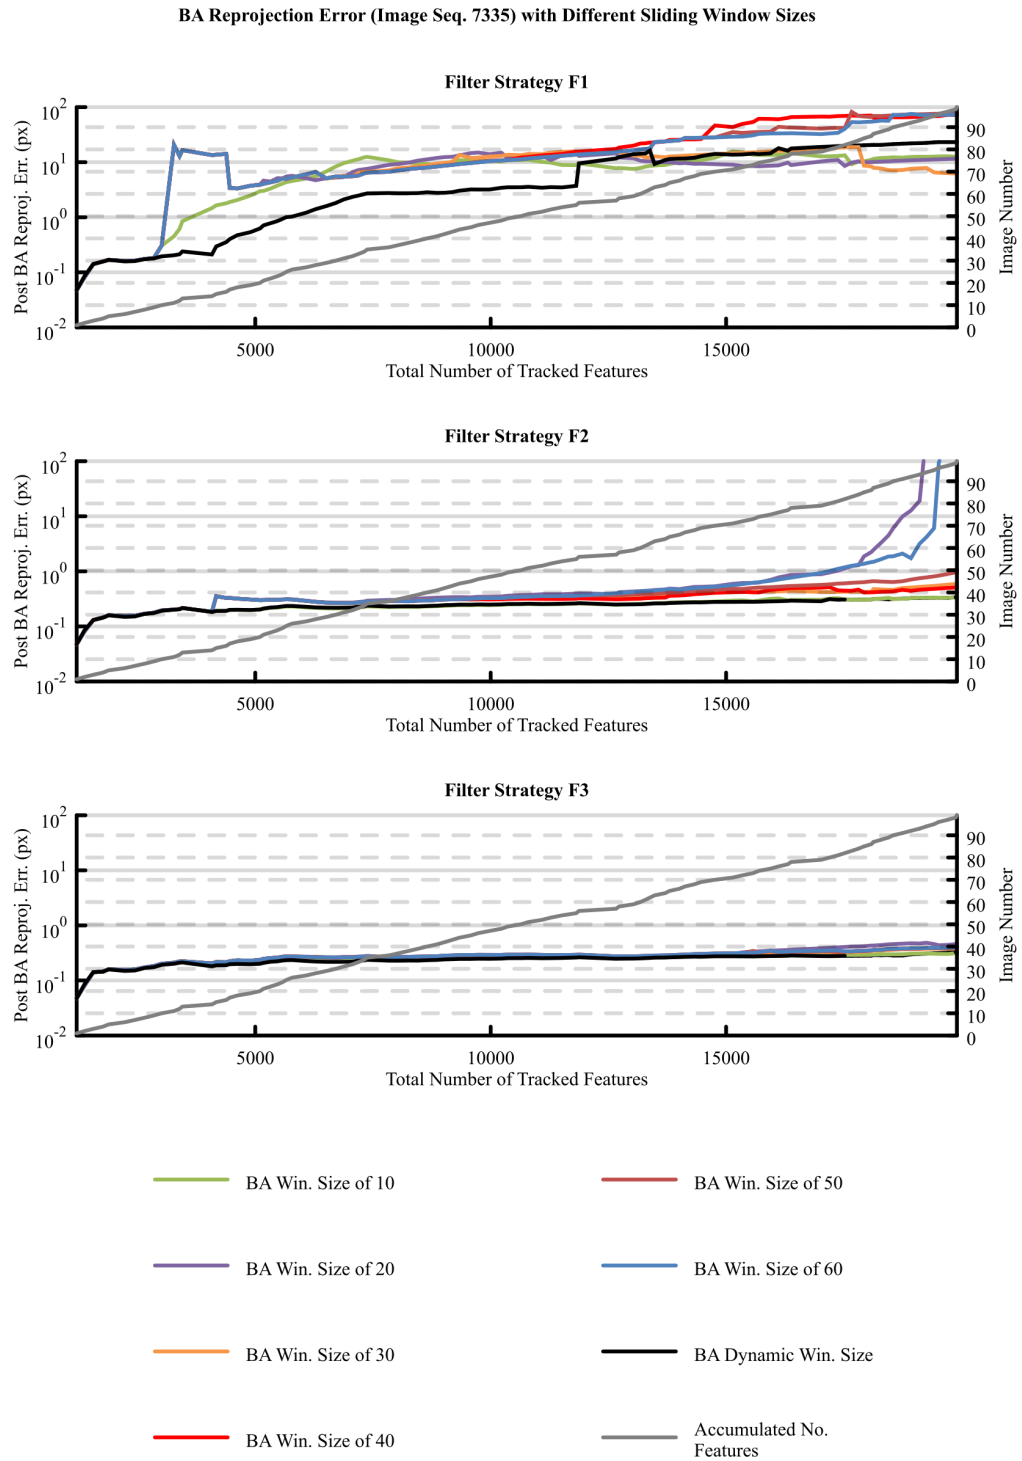 BA Reprojection Error (Image Seq. 7335) with Different Sliding Window Sizes
Filter Strategy F1
Post BA Reproj. Err. (px)
10^2
10^1
10^0
10^-1
10^-2
90
80
70
60
50
40
30
20
10
0
Image Number
5000 10000 15000
Total Number of Tracked Features
Filter Strategy F2
Post BA Reproj. Err. (px)
10^2
10^1
10^0
10^-1
10^-2
90
80
70
60
50
40
30
20
10
0
Image Number
5000 10000 15000
Total Number of Tracked Features
Filter Strategy F3
Post BA Reproj. Err. (px)
10^2
10^1
10^0
10^-1
10^-2
90
80
70
60
50
40
30
20
10
0
Image Number
5000 10000 15000
Total Number of Tracked Features
BA Win. Size of 10
BA Win. Size of 50
BA Win. Size of 20
BA Win. Size of 60
BA Win. Size of 30
BA Dynamic Win. Size
BA Win. Size of 40
Accumulated No.
Features